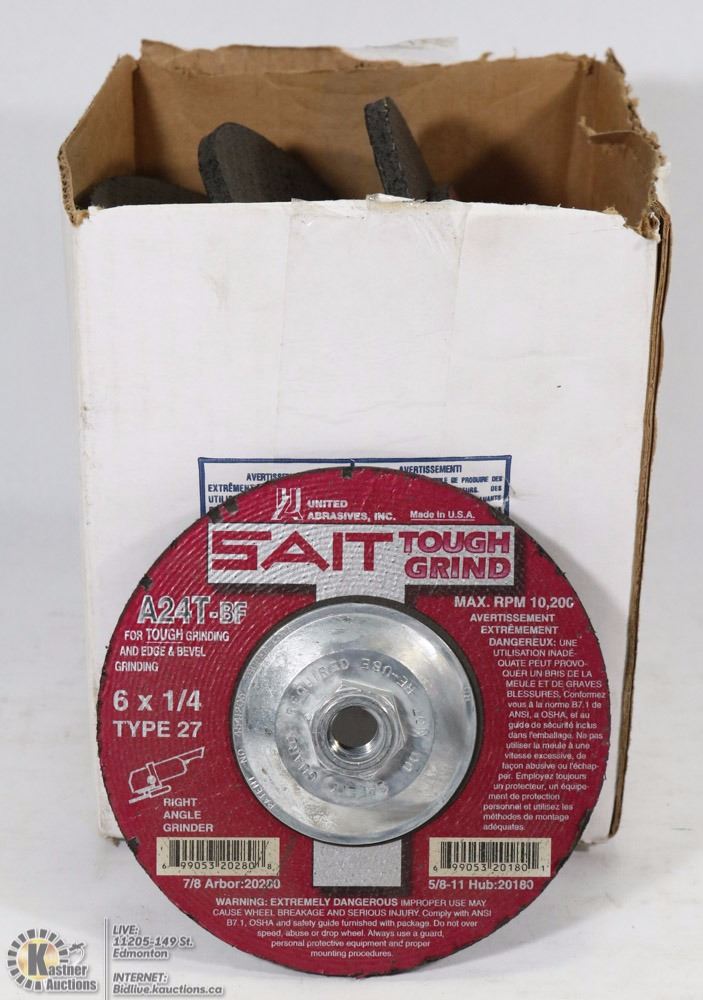 AVERTISSEMENT!
EXTRÊMEMENT
UTILI
UNITED
ABRASIVES, INC.
Made In U.S.A.
SAIT TOUGH
GRIND
A24T-BF
FOR TOUGH GRINDING
AND EDGE & BEVEL
GRINDING
6 x 1/4
TYPE 27
RIGHT
ANGLE
GRINDER
MAX. RPM 10,200
AVERTISSEMENT
EXTRÊMEMENT
DANGEREUX: UNE
UTILISATION INADÉ-
QUATE PEUT PROVO-
QUER UN BRIS DE LA
MEULE ET DE GRAVES
BLESSURES, Conformez
vous à la norme B7.1 de
ANSI, a OSHA, et au
guide de sécurité inclus
dans l'emballage. Ne pas
utiliser la meule à une
vitesse excessive, de
façon abusive ou l'échap-
per. Employez toujours
un protecteur, un équipe-
ment de protection
personnel et utilisez les
méthodes de montage
adéquates.
GUARD REQUIRED
DO NOT RE-USE
6 99053 20280 8
7/8 Arbor:20280
6 99053 20180 1
5/8-11 Hub:20180
WARNING: EXTREMELY DANGEROUS IMPROPER USE MAY
CAUSE WHEEL BREAKAGE AND SERIOUS INJURY. Comply with ANSI
B7.1, OSHA and safety guide furnished with package. Do not over
speed, abuse or drop wheel. Always use a guard,
personal protective equipment and proper
mounting procedures.
K
Kastner
Auctions
LIVE:
11205-149 St.
Edmonton
INTERNET:
Bidlive.kauctions.ca